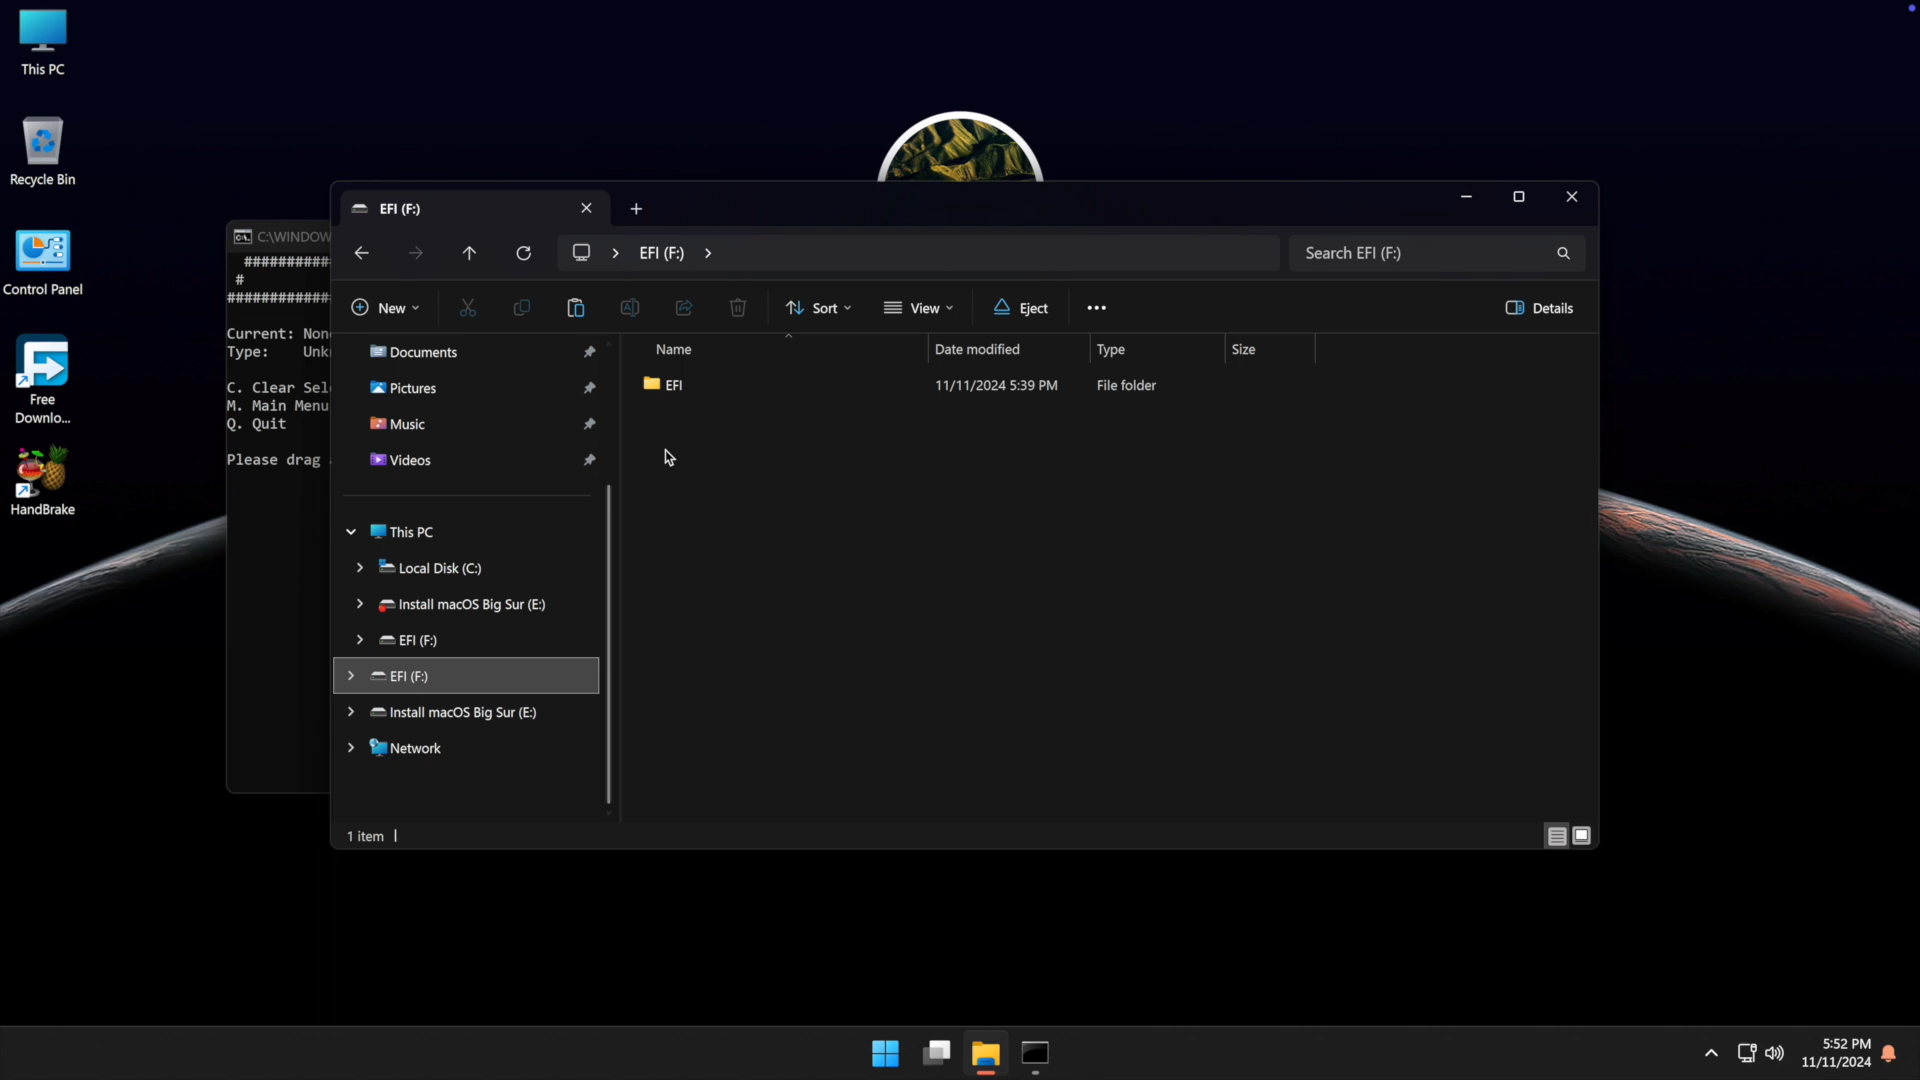 This PC
Recycle Bin
Control Panel
Free
Downlo...
HandBrake
C:\WINDOW
###########
#
#############
Current: Non
Type: Unk
C. Clear Sel
M. Main Menu
Q. Quit
Please drag
EFI (F:)
EFI (F:)
Search EFI (F:)
New
Sort
View
Eject
Details
Documents
Pictures
Music
Videos
This PC
Local Disk (C:)
Install macOS Big Sur (E:)
EFI (F:)
EFI (F:)
Install macOS Big Sur (E:)
Network
Name Date modified Type Size
EFI 11/11/2024 5:39 PM File folder
1 item
5:52 PM
11/11/2024